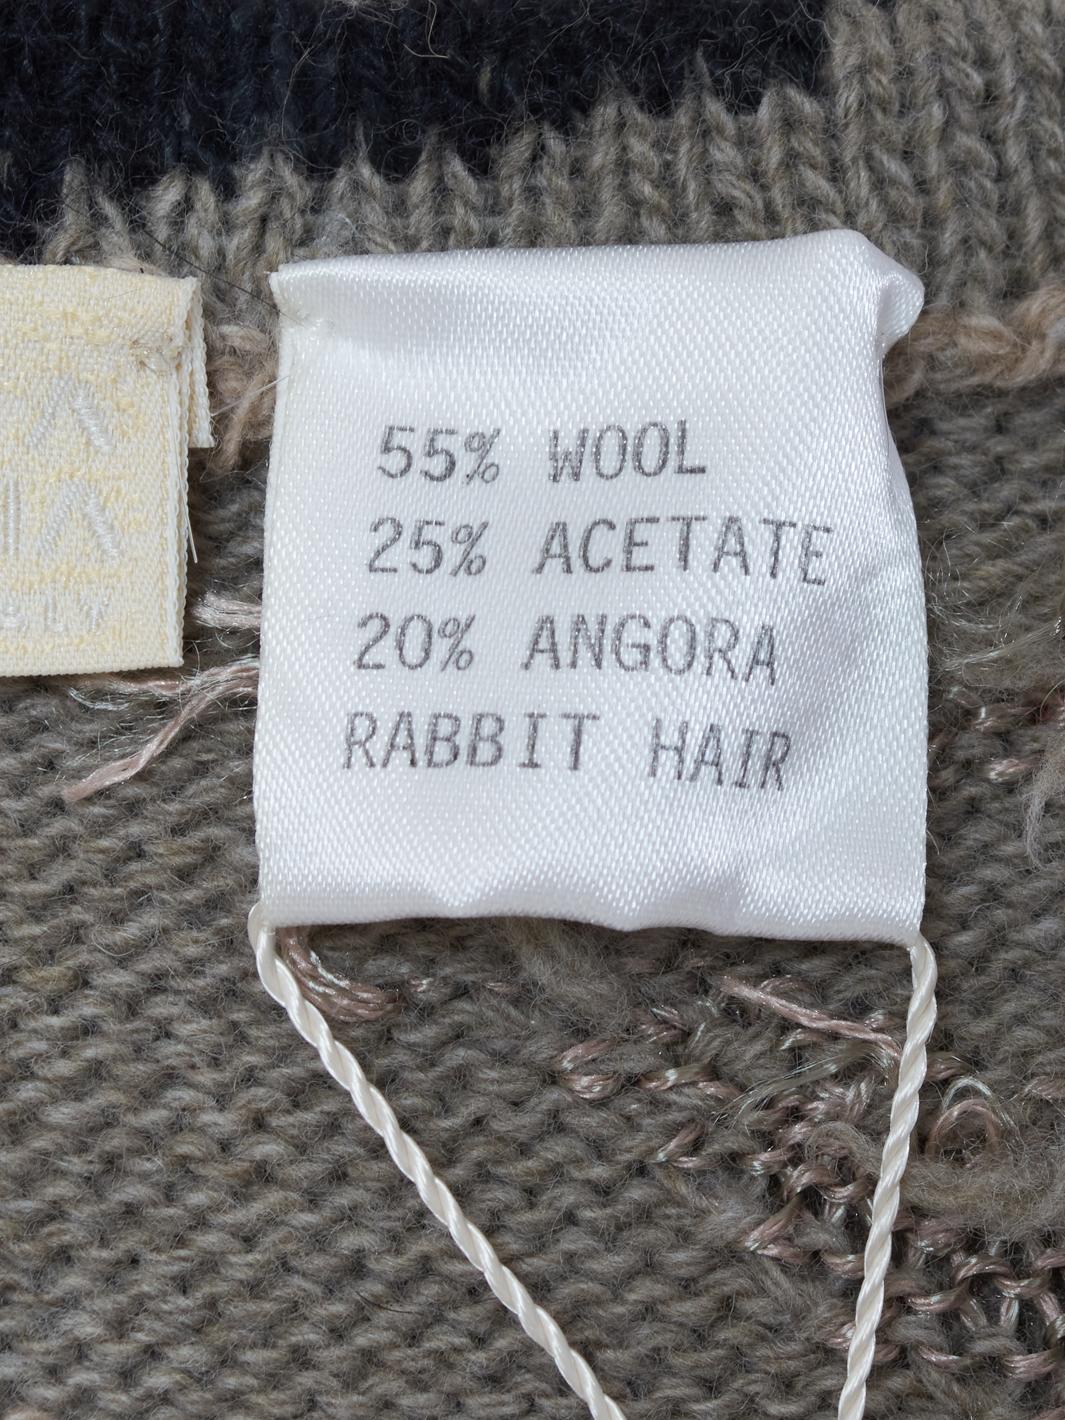 55% WOOL
25% ACETATE
20% ANGORA
RABBIT HAIR